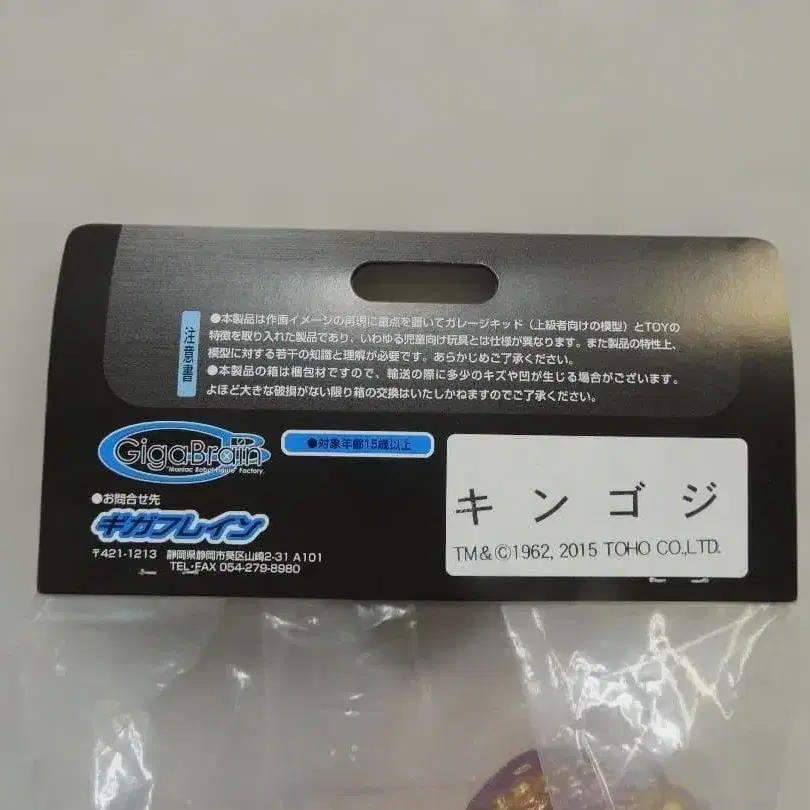 注意書
●本製品は作画イメージの再現に重点を置いてガレージキッド（上級者向けの模型）とTOYの
特徴を取り入れた製品であり、いわゆる児童向け玩具とは仕様が異なります。また製品の特性上、
模型に対する若干の知識と理解が必要です。あらかじめご了承ください。
●本製品の箱は梱包材ですので、輸送の際に多少のキズや凹が生じる場合がございます。
よほど大きな破損がない限り箱の交換はいたしかねますのでご了承ください。
GigaBrain
"Maniac Robot Figure" Factory.
●対象年齢15歳以上
●お問合せ先
ギガブレイン
〒421-1213 静岡県静岡市葵区山崎2-31 A101
TEL・FAX 054-279-8980
キンゴジ
TM&©1962, 2015 TOHO CO.,LTD.